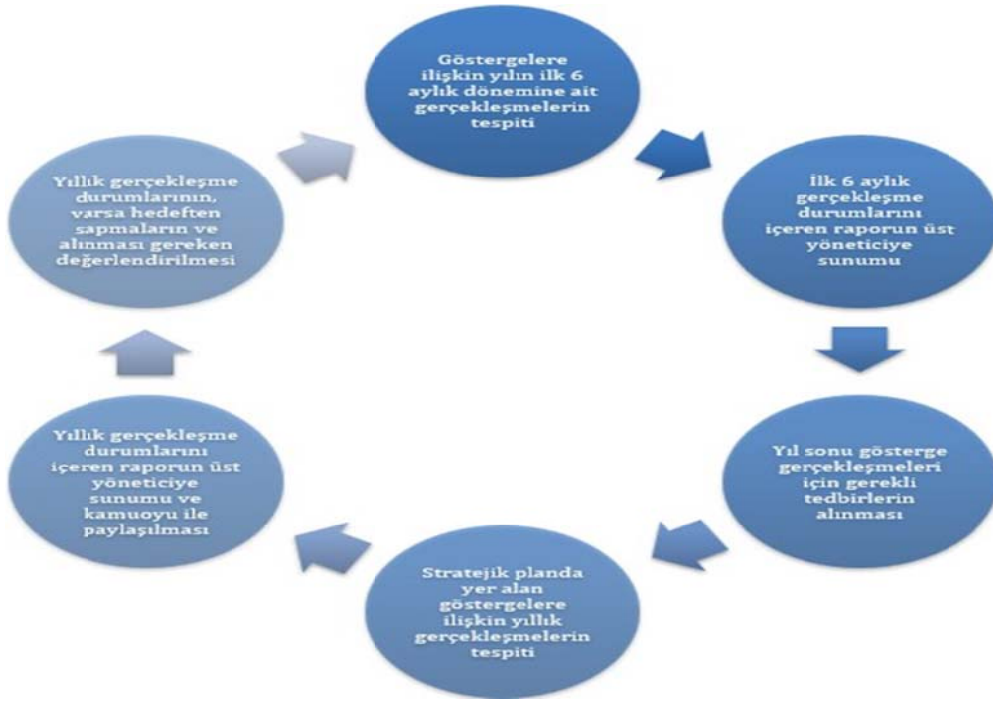 Göstergelere
ilişkin yılın ilk 6
aylık dönemine ait
gerçekleşmelerin
tespiti
İlk 6 aylık
gerçekleşme
durumlarını
içeren raporun üst
yöneticiye
sunumu
Yıl sonu gösterge
gerçekleşmeleri
için gerekli
tedbirlerin
alınması
Stratejik planda
yer alan
göstergelere
ilişkin yıllık
gerçekleşmelerin
tespiti
Yıllık gerçekleşme
durumlarını
içeren raporun üst
yöneticiye
sunumu ve
kamuoyu ile
paylaşılması
Yıllık gerçekleşme
durumlarının,
varsa hedeften
sapmaların ve
alınması gereken
değerlendirilmesi